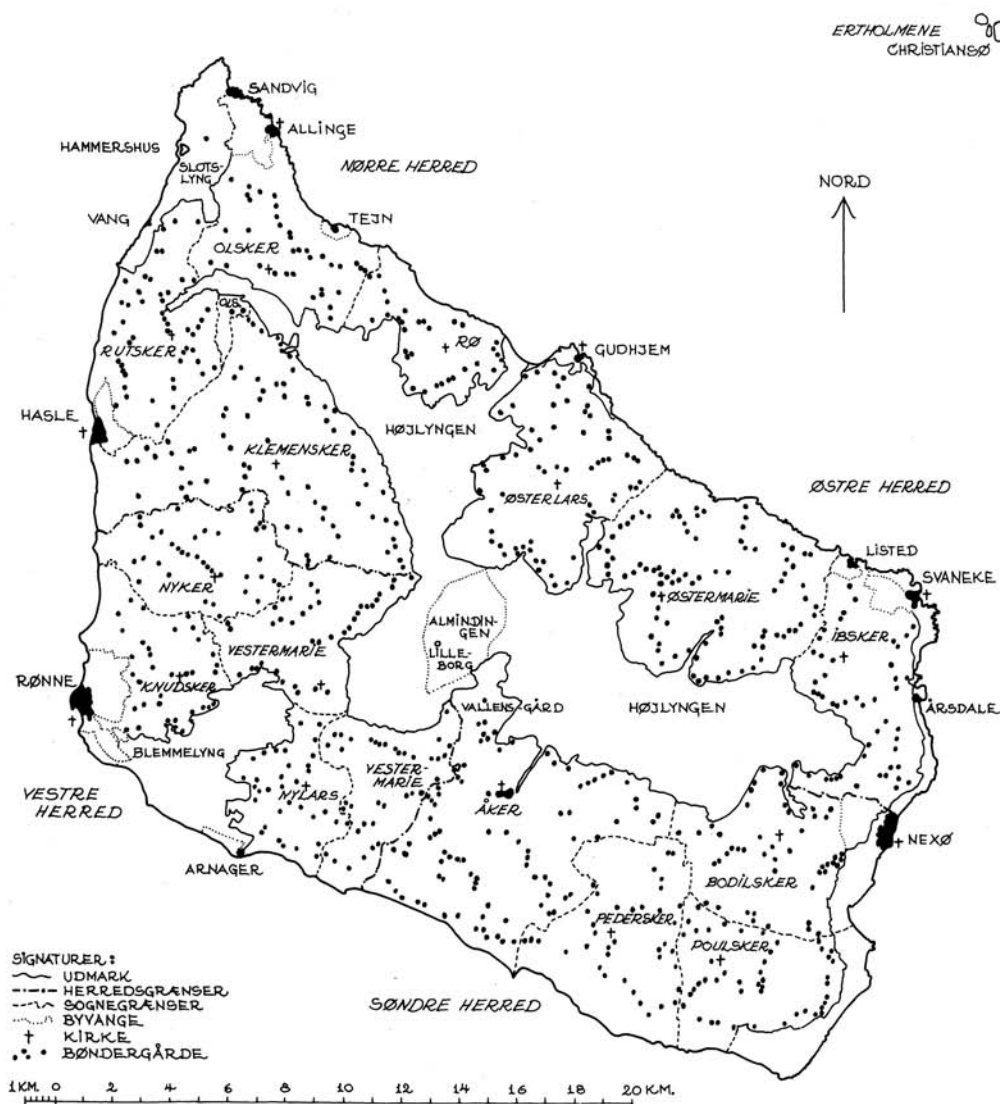 ERTHOLMENE
CHRISTIANSØ
SANDVIG
ALLINGE
HAMMERSHUS
SLOTS-
LYNG
NØRRE HERRED
NORD
VANG
TEJN
OLSKER
OLS.
RUTSKER
RØ
GUDHJEM
HASLE
HØJLYNGEN
KLEMENSKER
ØSTERLARS
ØSTRE HERRED
LISTED
SVANEKE
NYKER
ØSTERMARIE
ALMINDIN-
GEN
IBSKER
VESTERMARIE
LILLE-
BORG
RØNNE
KNUDSKER
VALLENSGÅRD
HØJLYNGEN
ÅRSDALE
BLEMMELYNG
VESTER-
MARIE
VESTRE
HERRED
NYLARS
ÅKER
NEXØ
ARNAGER
BODILSKER
PEDERSKER
POULSKER
SØNDRE HERRED
SIGNATURER:
UDMARK
HERREDSGRÆNSER
SOGNEGRÆNSER
BYVANGE
KIRKE
BØNDERGÅRDE
1 KM. 0 2 4 6 8 10 12 14 16 18 20 KM.